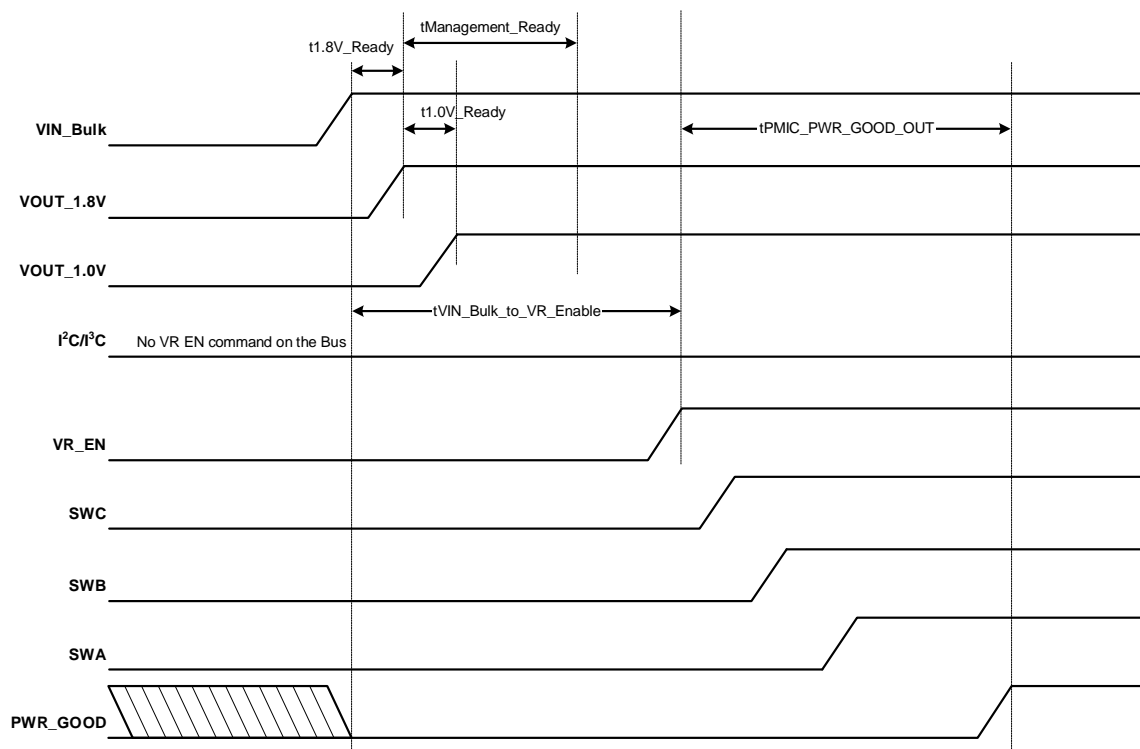 tManagement_Ready
t1.8V_Ready
t1.0V_Ready
VIN_Bulk
tPMIC_PWR_GOOD_OUT
VOUT_1.8V
VOUT_1.0V
tVIN_Bulk_to_VR_Enable
I²C/I³C No VR EN command on the Bus
VR_EN
SWC
SWB
SWA
PWR_GOOD